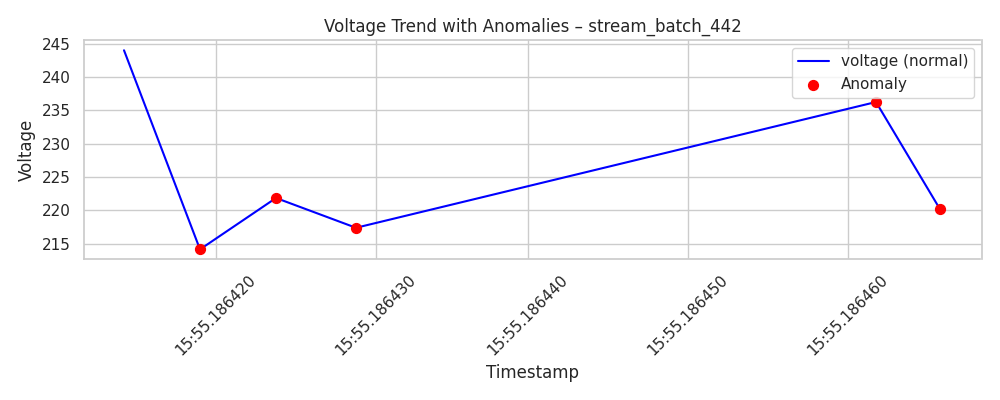 Voltage Trend with Anomalies – stream_batch_442
voltage (normal)
Anomaly
Voltage
245
240
235
230
225
220
215
15:55.186420
15:55.186430
15:55.186440
15:55.186450
15:55.186460
Timestamp